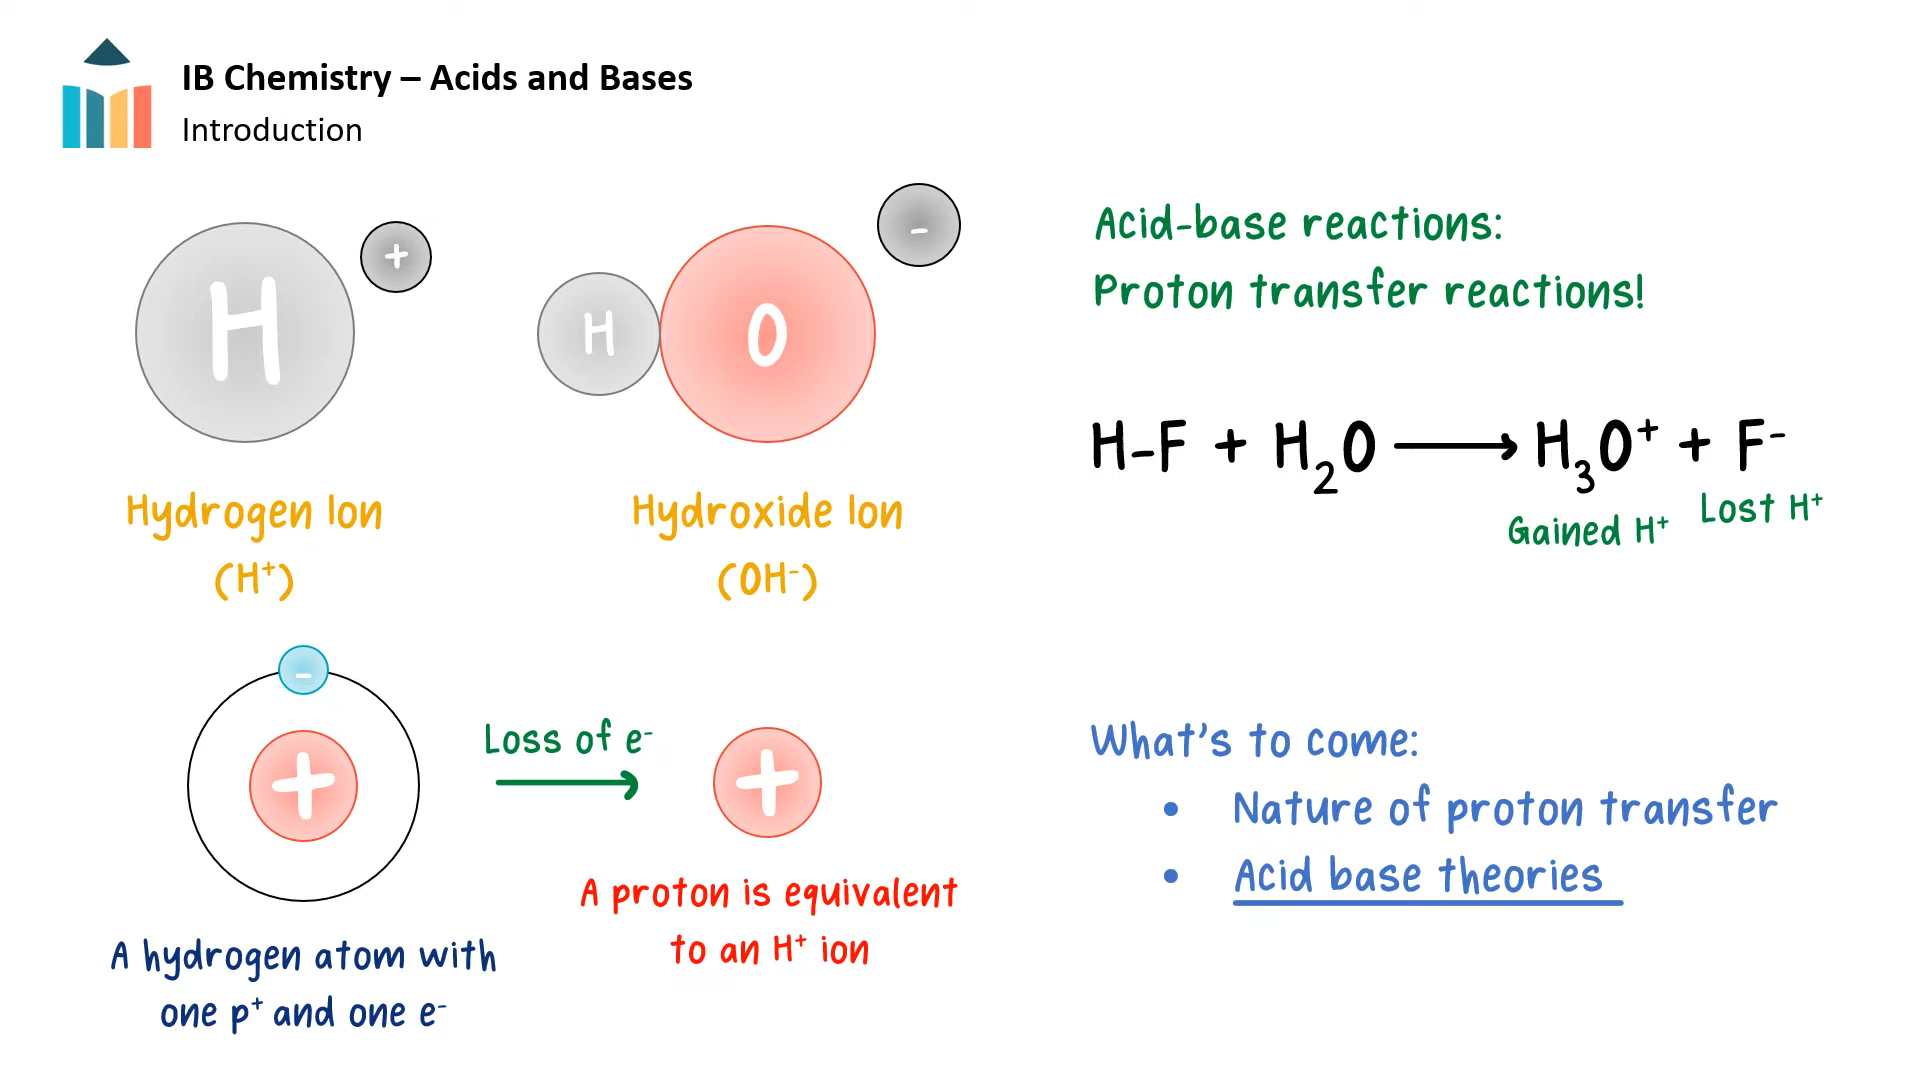 IB Chemistry – Acids and Bases
Introduction
H
+
H
O
-
Hydrogen Ion
(H⁺)
Hydroxide Ion
(OH⁻)
-
+
Loss of e⁻
+
A hydrogen atom with
one p⁺ and one e⁻
A proton is equivalent
to an H⁺ ion
Acid-base reactions:
Proton transfer reactions!
H-F + H₂O ⟶ H₃O⁺ + F⁻
Gained H⁺
Lost H⁺
What's to come:
• Nature of proton transfer
• Acid base theories